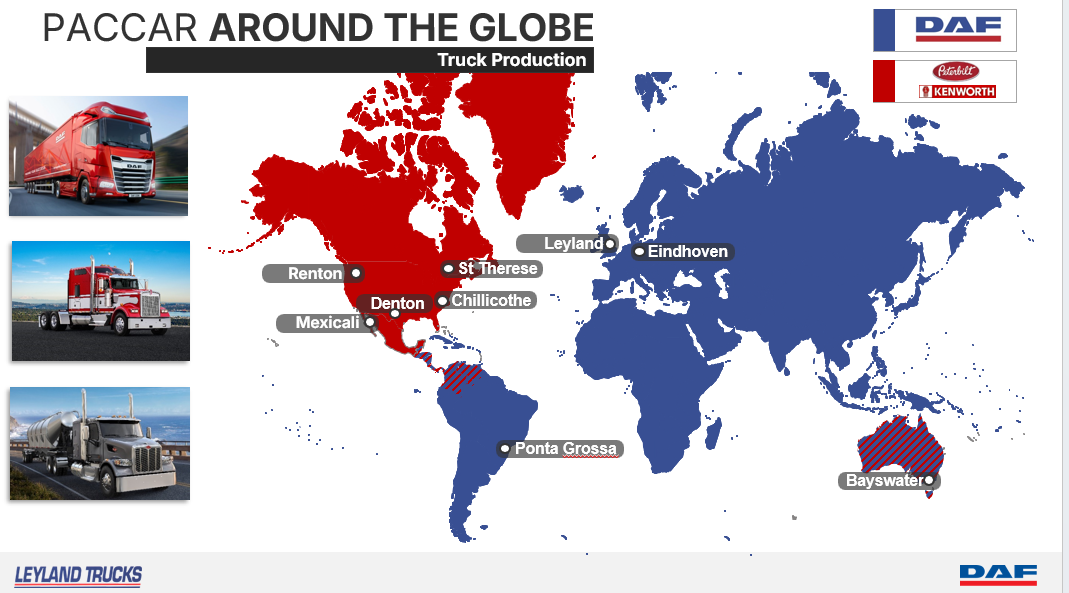 PACCAR AROUND THE GLOBE
Truck Production
DAF
Peterbilt
KENWORTH
DAF
Leyland
Eindhoven
Renton
St Therese
Denton
Chillicothe
Mexicali
Ponta Grossa
Bayswater
LEYLAND TRUCKS
DAF